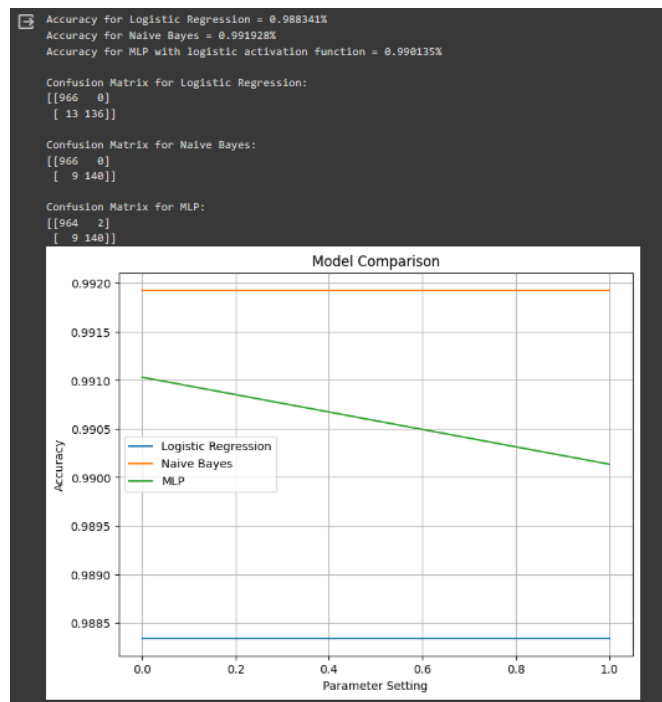 Accuracy for Logistic Regression = 0.988341%
Accuracy for Naive Bayes = 0.991928%
Accuracy for MLP with logistic activation function = 0.990135%
Confusion Matrix for Logistic Regression:
[[966   0]
 [ 13 136]]
Confusion Matrix for Naive Bayes:
[[966   0]
 [  9 140]]
Confusion Matrix for MLP:
[[964   2]
 [  9 140]]
Model Comparison
0.9920
0.9915
0.9910
0.9905
0.9900
0.9895
0.9890
0.9885
Accuracy
Logistic Regression
Naive Bayes
MLP
0.0 0.2 0.4 0.6 0.8 1.0
Parameter Setting